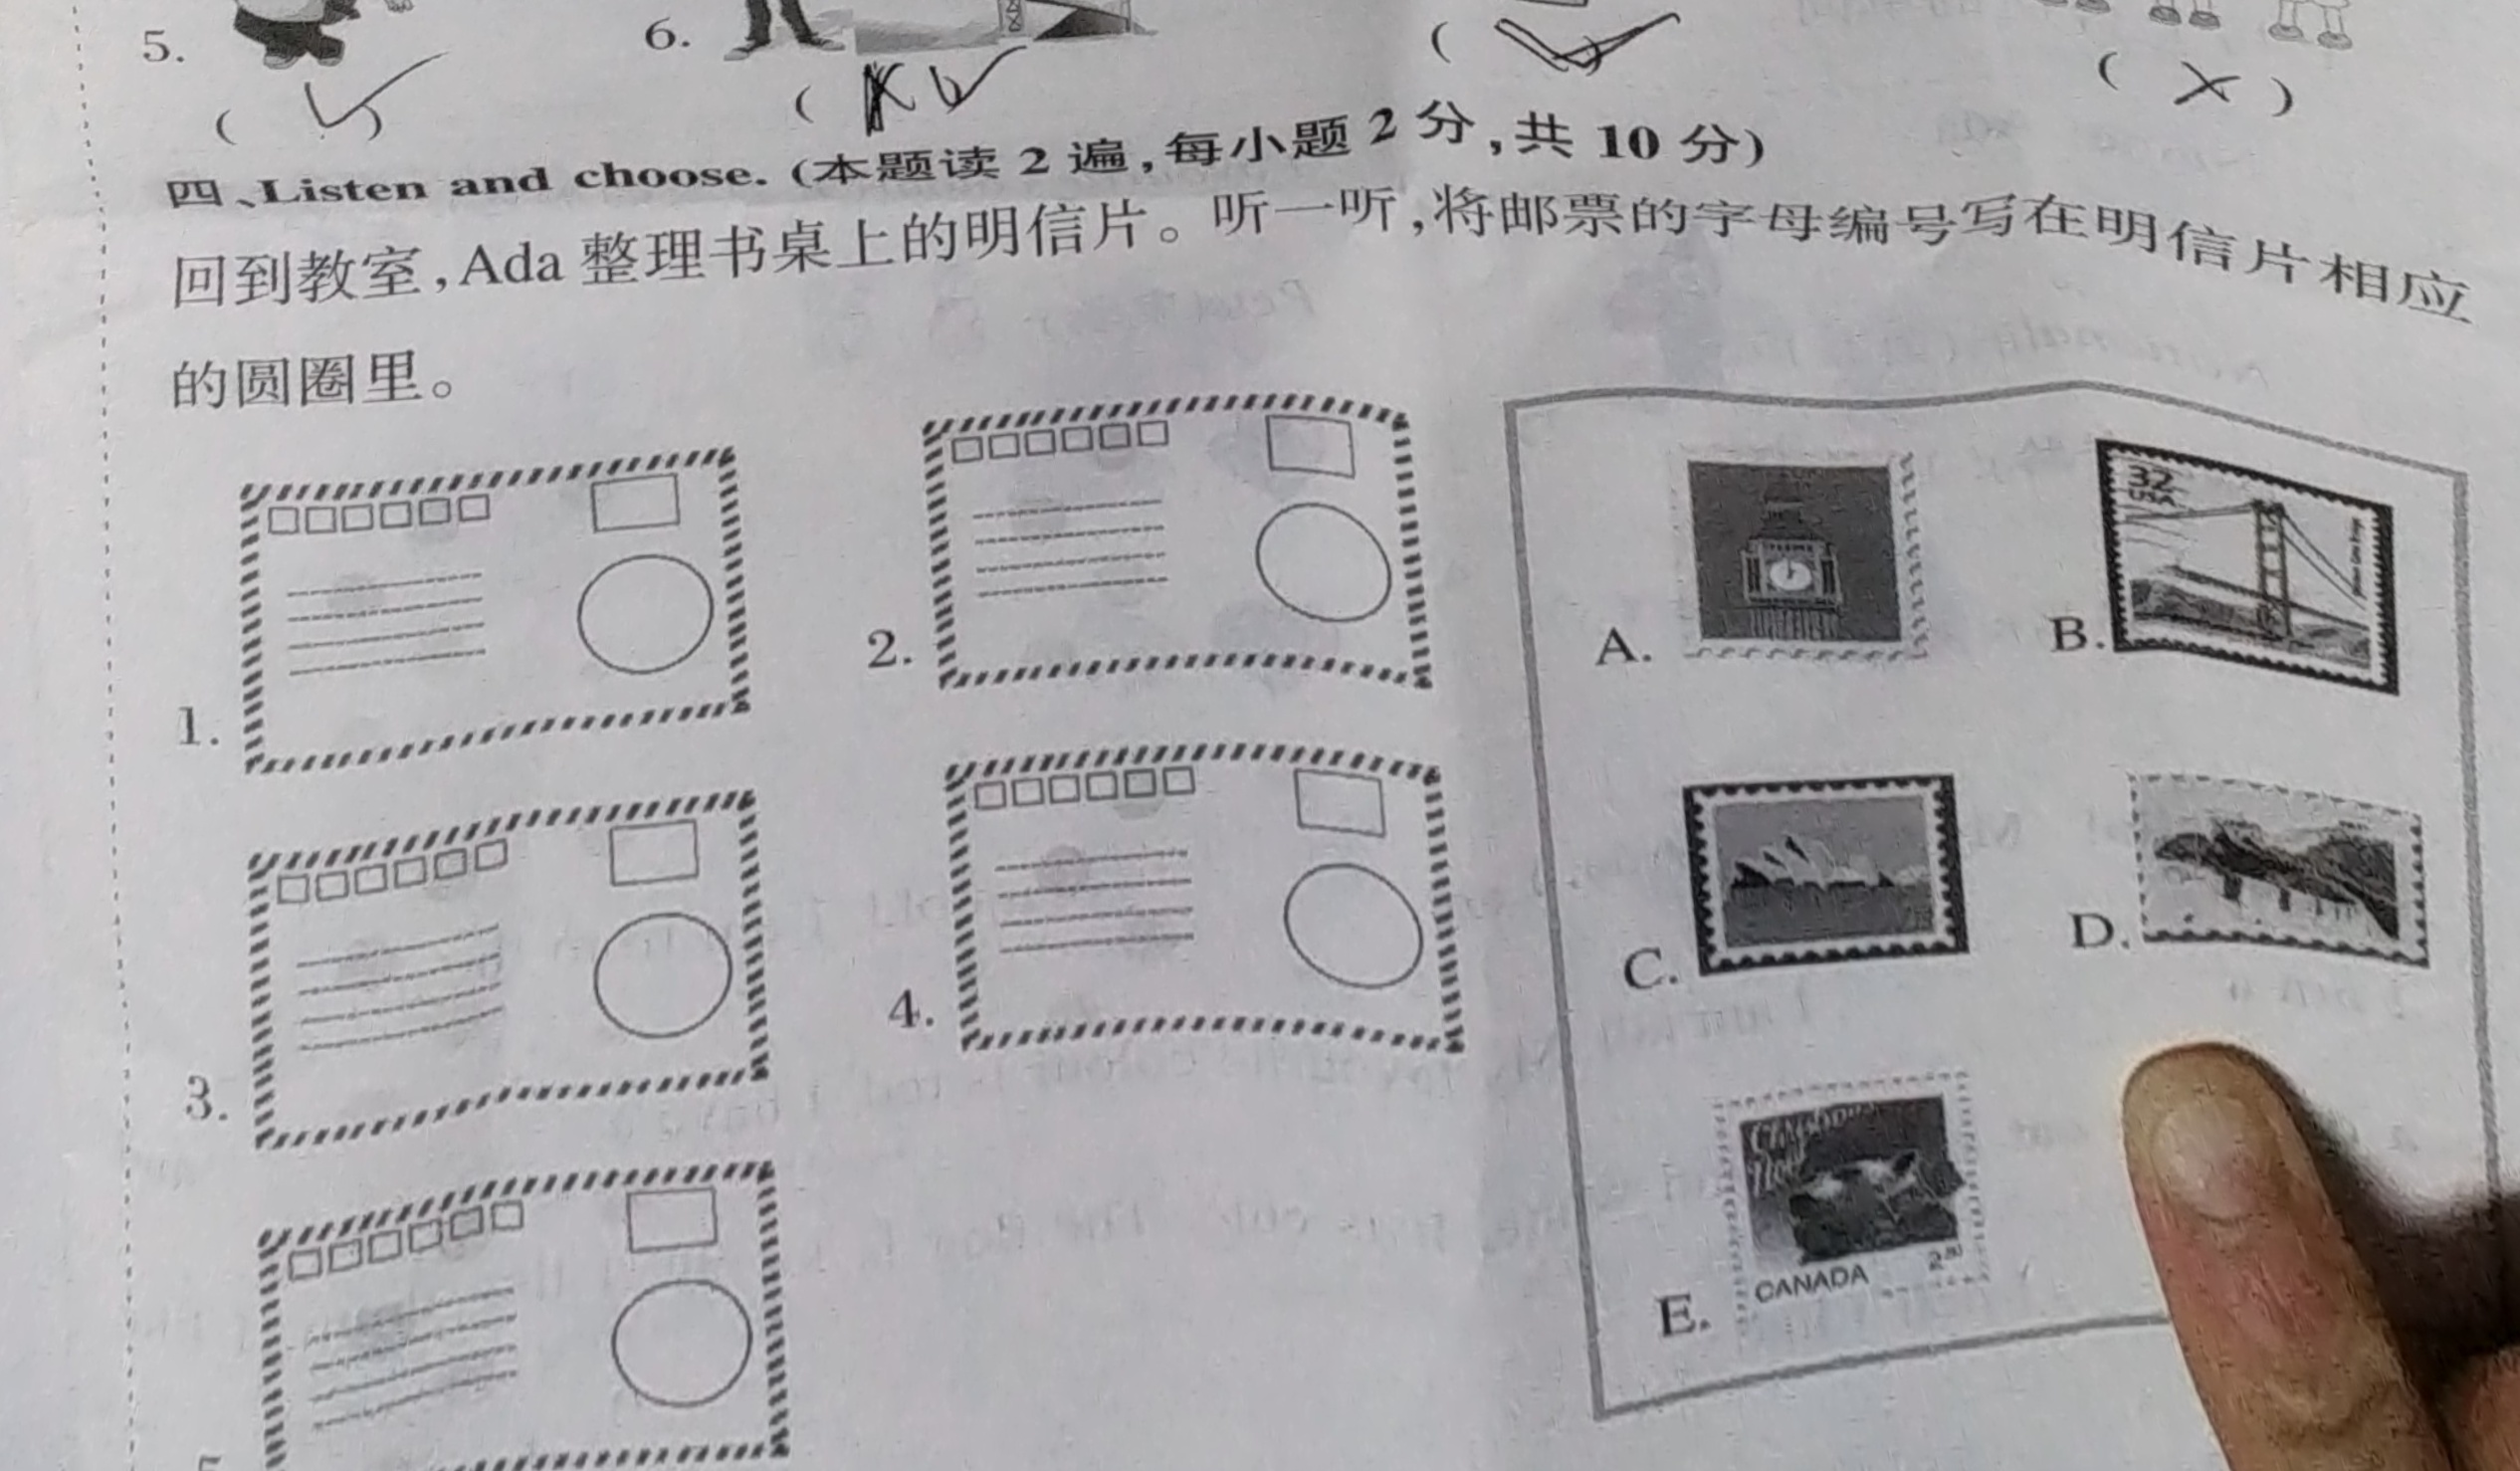 5.
6.
( ✓ )
( ✓
( ✓ )
( × )
四、Listen and choose. (本题读 2 遍,每小题 2 分,共 10 分)
回到教室,Ada 整理书桌上的明信片。听一听,将邮票的字母编号写在明信片相应
的圆圈里。
1.
2.
A.
B.
32
USA
3.
4.
C.
D.
E.
CANADA